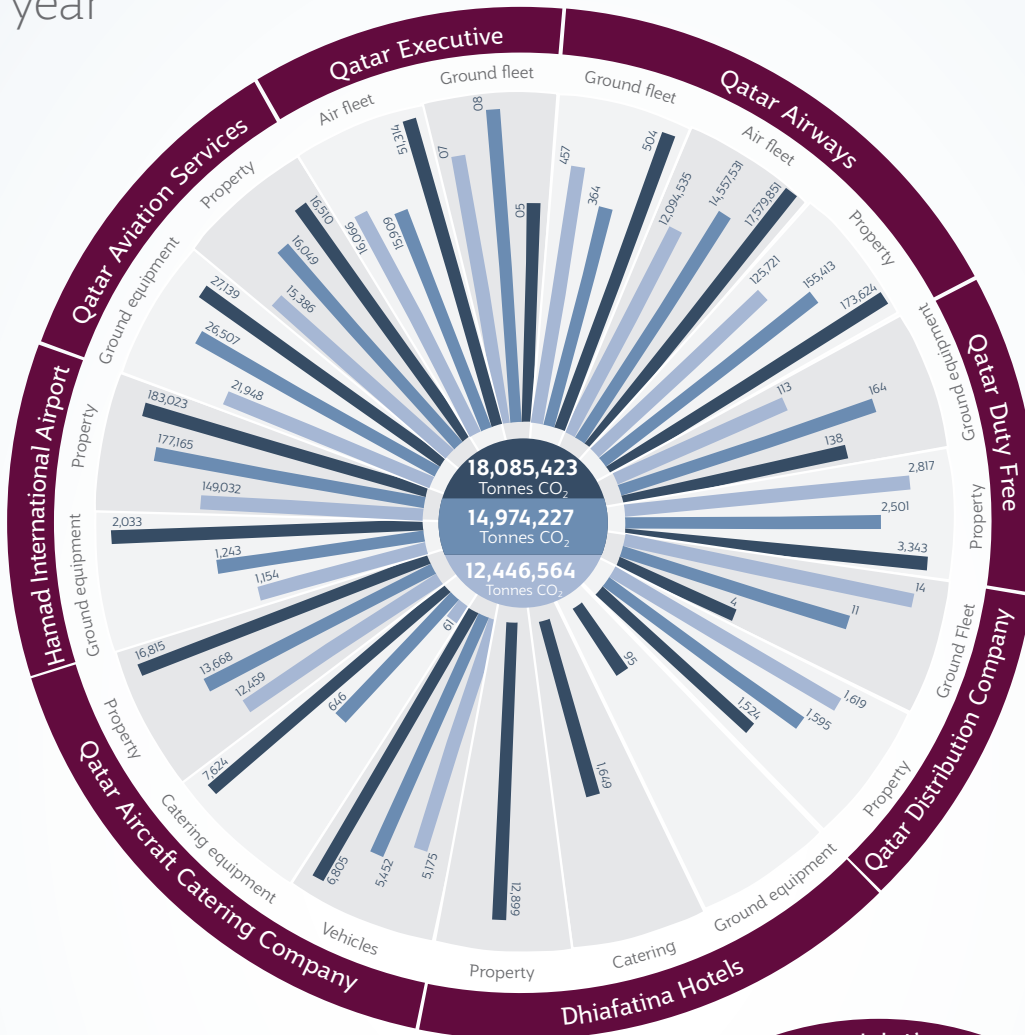 year
Qatar Executive
Ground fleet
70
80
50
Air fleet
16,066
15,909
51,314
Qatar Airways
Ground fleet
457
364
504
Air fleet
12,094,535
14,557,531
17,579,851
Property
125,721
155,413
173,624
Qatar Duty Free
Ground equipment
113
164
138
Property
2,817
2,501
3,343
Qatar Distribution Company
Ground Fleet
14
11
4
Property
1,619
1,595
1,524
Dhiafatina Hotels
Ground equipment
95
Catering
1,649
Property
12,899
Qatar Aircraft Catering Company
Vehicles
5,175
5,452
6,805
Catering equipment
61
646
7,624
Property
12,459
13,668
16,815
Hamad International Airport
Ground equipment
1,154
1,243
2,033
Property
149,032
177,165
183,023
Qatar Aviation Services
Ground equipment
21,948
26,507
27,139
Property
15,386
16,049
16,510
18,085,423
Tonnes CO₂
14,974,227
Tonnes CO₂
12,446,564
Tonnes CO₂